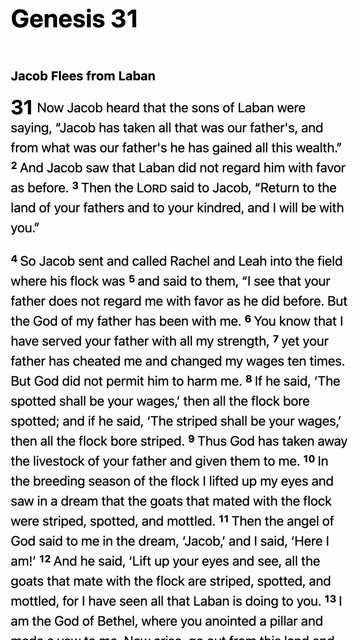 Genesis 31
Jacob Flees from Laban
31 Now Jacob heard that the sons of Laban were
saying, “Jacob has taken all that was our father's, and
from what was our father's he has gained all this wealth.”
2 And Jacob saw that Laban did not regard him with favor
as before. 3 Then the LORD said to Jacob, “Return to the
land of your fathers and to your kindred, and I will be with
you.”
4 So Jacob sent and called Rachel and Leah into the field
where his flock was 5 and said to them, “I see that your
father does not regard me with favor as he did before. But
the God of my father has been with me. 6 You know that I
have served your father with all my strength, 7 yet your
father has cheated me and changed my wages ten times.
But God did not permit him to harm me. 8 If he said, ‘The
spotted shall be your wages,’ then all the flock bore
spotted; and if he said, ‘The striped shall be your wages,’
then all the flock bore striped. 9 Thus God has taken away
the livestock of your father and given them to me. 10 In
the breeding season of the flock I lifted up my eyes and
saw in a dream that the goats that mated with the flock
were striped, spotted, and mottled. 11 Then the angel of
God said to me in the dream, ‘Jacob,’ and I said, ‘Here I
am!’ 12 And he said, ‘Lift up your eyes and see, all the
goats that mate with the flock are striped, spotted, and
mottled, for I have seen all that Laban is doing to you. 13 I
am the God of Bethel, where you anointed a pillar and
made a vow to me. Now arise, go out from this land and